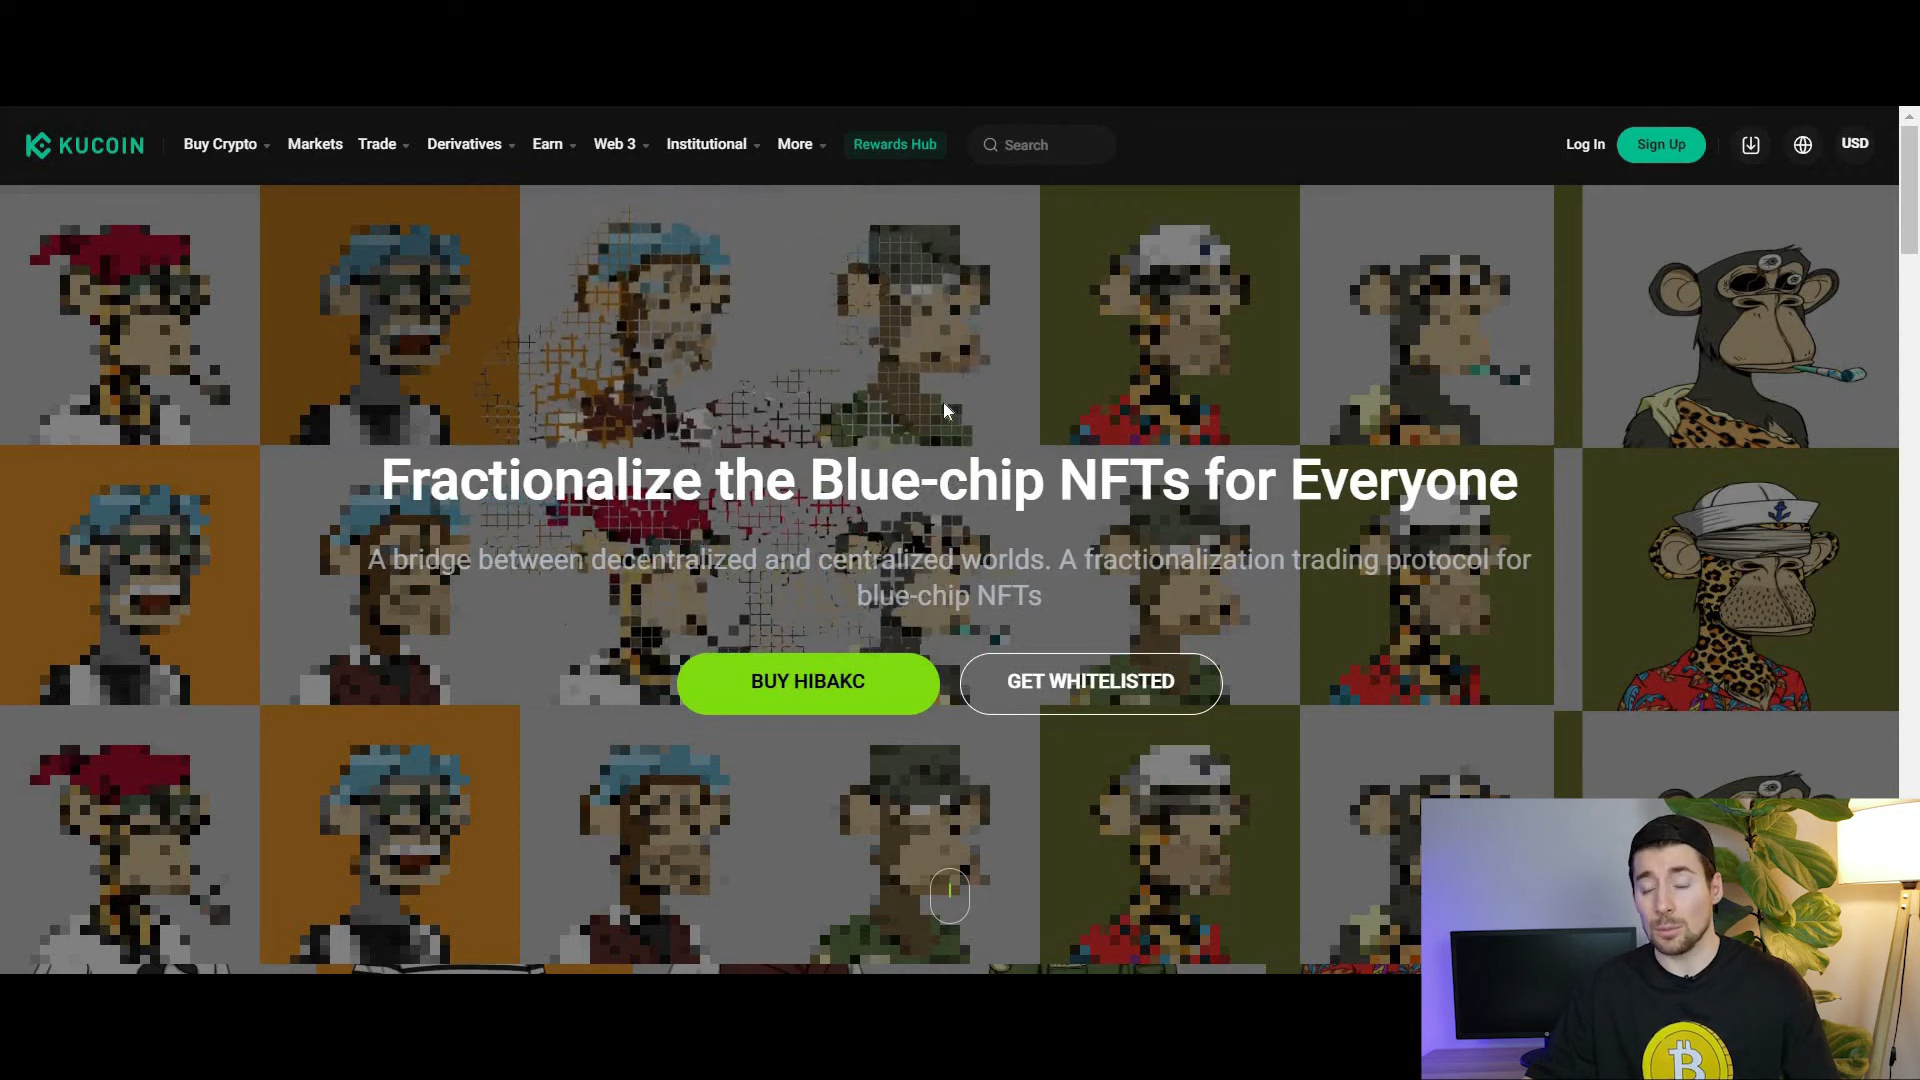 KUCOIN Buy Crypto Markets Trade Derivatives Earn Web 3 Institutional More Rewards Hub Search Log In Sign Up USD
Fractionalize the Blue-chip NFTs for Everyone
A bridge between decentralized and centralized worlds. A fractionalization trading protocol for
blue-chip NFTs
BUY HIBAKC GET WHITELISTED